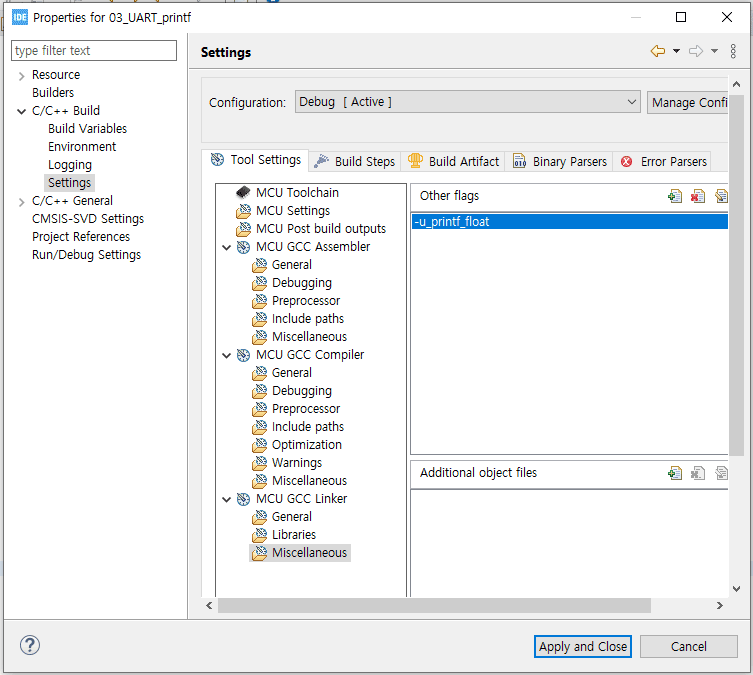 IDE Properties for 03_UART_printf
type filter text
Settings
Resource
Builders
C/C++ Build
Build Variables
Environment
Logging
Settings
C/C++ General
CMSIS-SVD Settings
Project References
Run/Debug Settings
Configuration: Debug [ Active ] Manage Confi
Tool Settings Build Steps Build Artifact Binary Parsers Error Parsers
MCU Toolchain
MCU Settings
MCU Post build outputs
MCU GCC Assembler
General
Debugging
Preprocessor
Include paths
Miscellaneous
MCU GCC Compiler
General
Debugging
Preprocessor
Include paths
Optimization
Warnings
Miscellaneous
MCU GCC Linker
General
Libraries
Miscellaneous
Other flags
-u_printf_float
Additional object files
Apply and Close Cancel